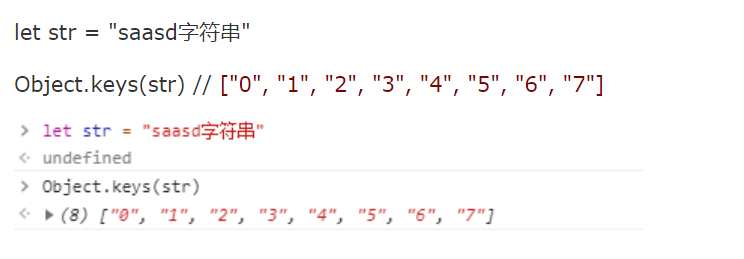 let str = "saasd字符串"
Object.keys(str) // ["0", "1", "2", "3", "4", "5", "6", "7"]
> let str = "saasd字符串"
<· undefined
> Object.keys(str)
<· ▶ (8) ["0", "1", "2", "3", "4", "5", "6", "7"]